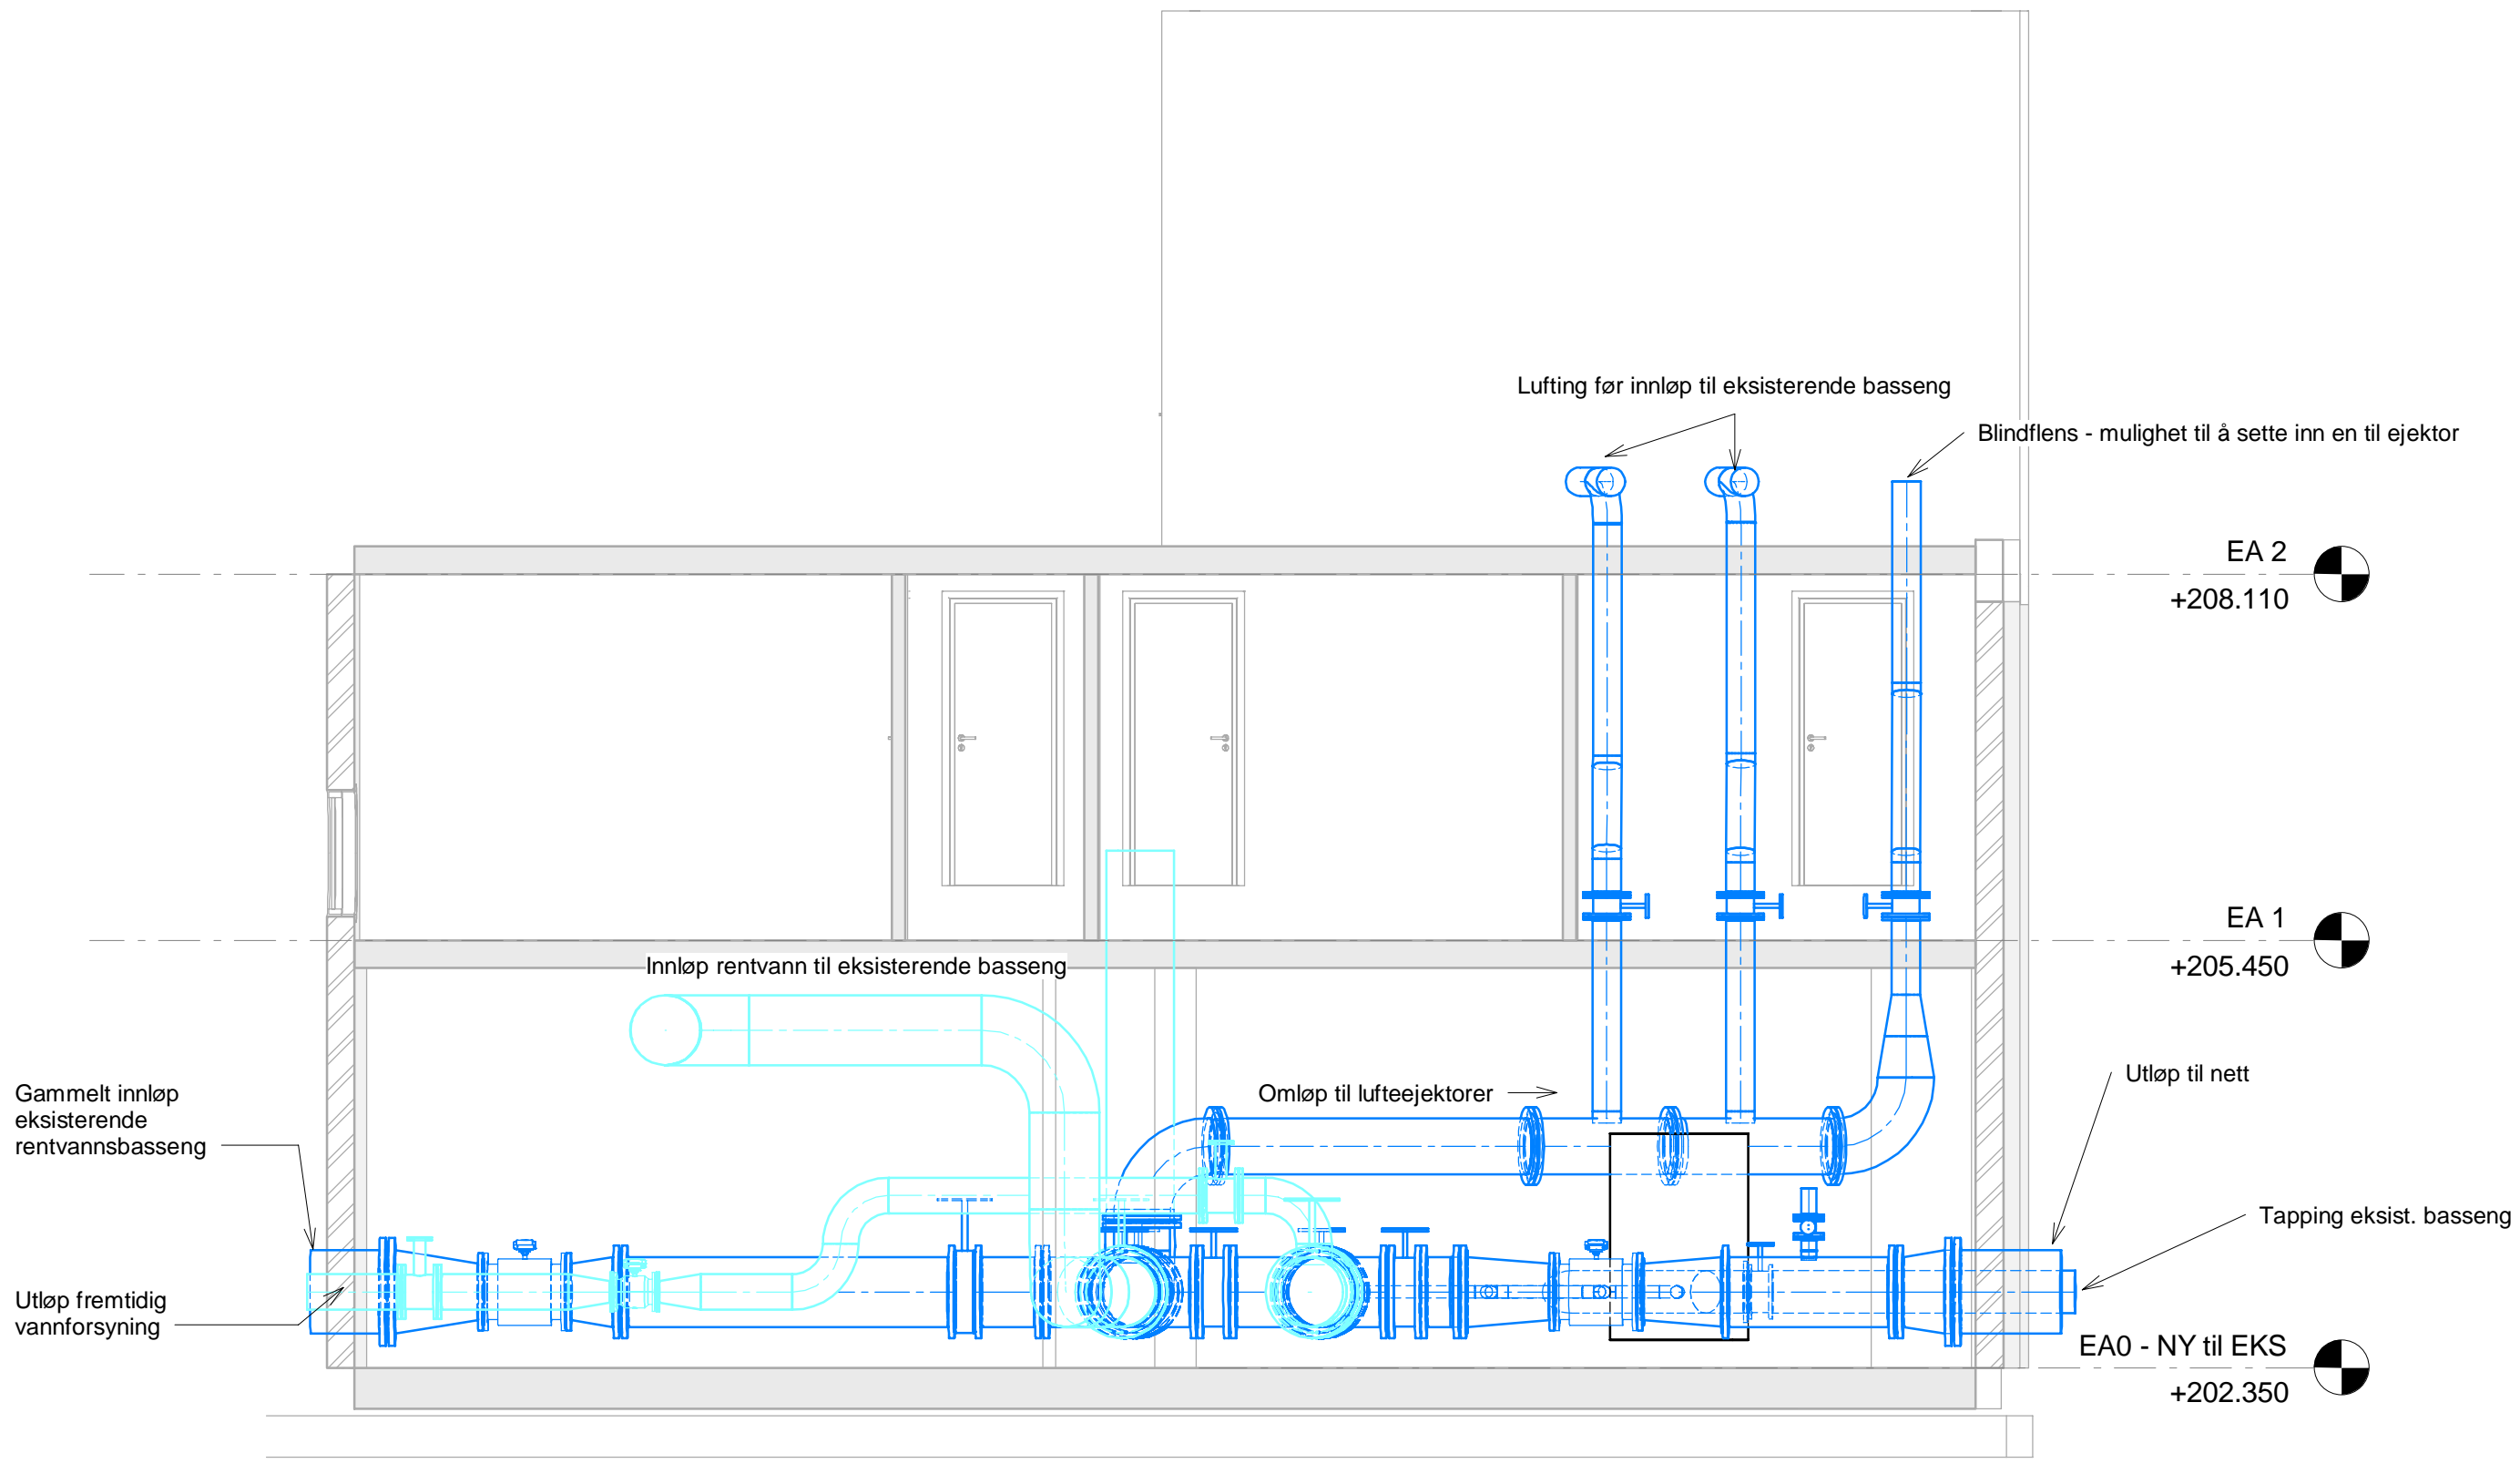 Lufting før innløp til eksisterende basseng
Blindflens - mulighet til å sette inn en til ejektor
EA 2
+208.110
EA 1
+205.450
Innløp rentvann til eksisterende basseng
Utløp til nett
Gammelt innløp
eksisterende
rentvannsbasseng
Omløp til lufteejektorer
Tapping eksist. basseng
Utløp fremtidig
vannforsyning
EA0 - NY til EKS
+202.350